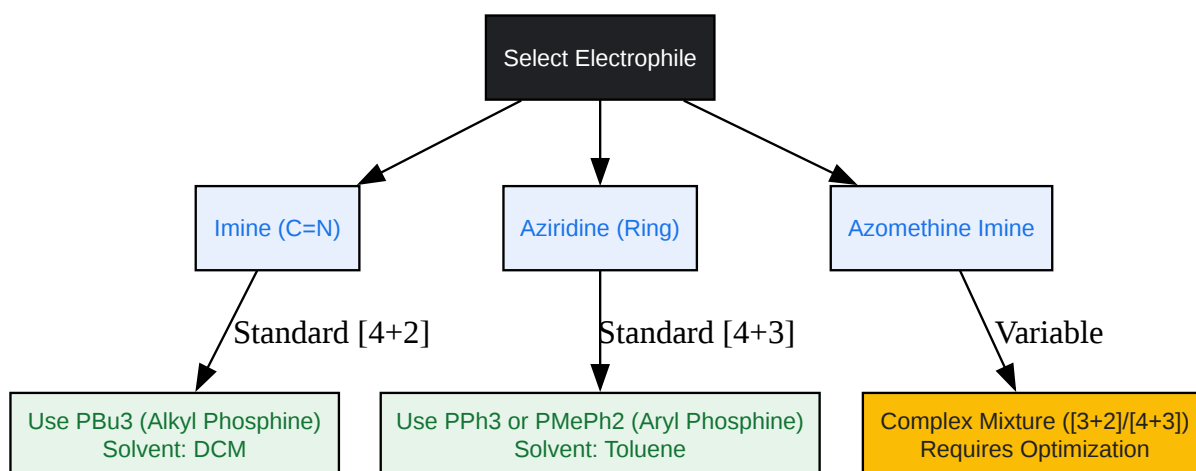 Select Electrophile
Imine (C=N)
Aziridine (Ring)
Azomethine Imine
Standard [4+2]
Standard [4+3]
Variable
Use PBu3 (Alkyl Phosphine)
Solvent: DCM
Use PPh3 or PMePh2 (Aryl Phosphine)
Solvent: Toluene
Complex Mixture ([3+2]/[4+3])
Requires Optimization